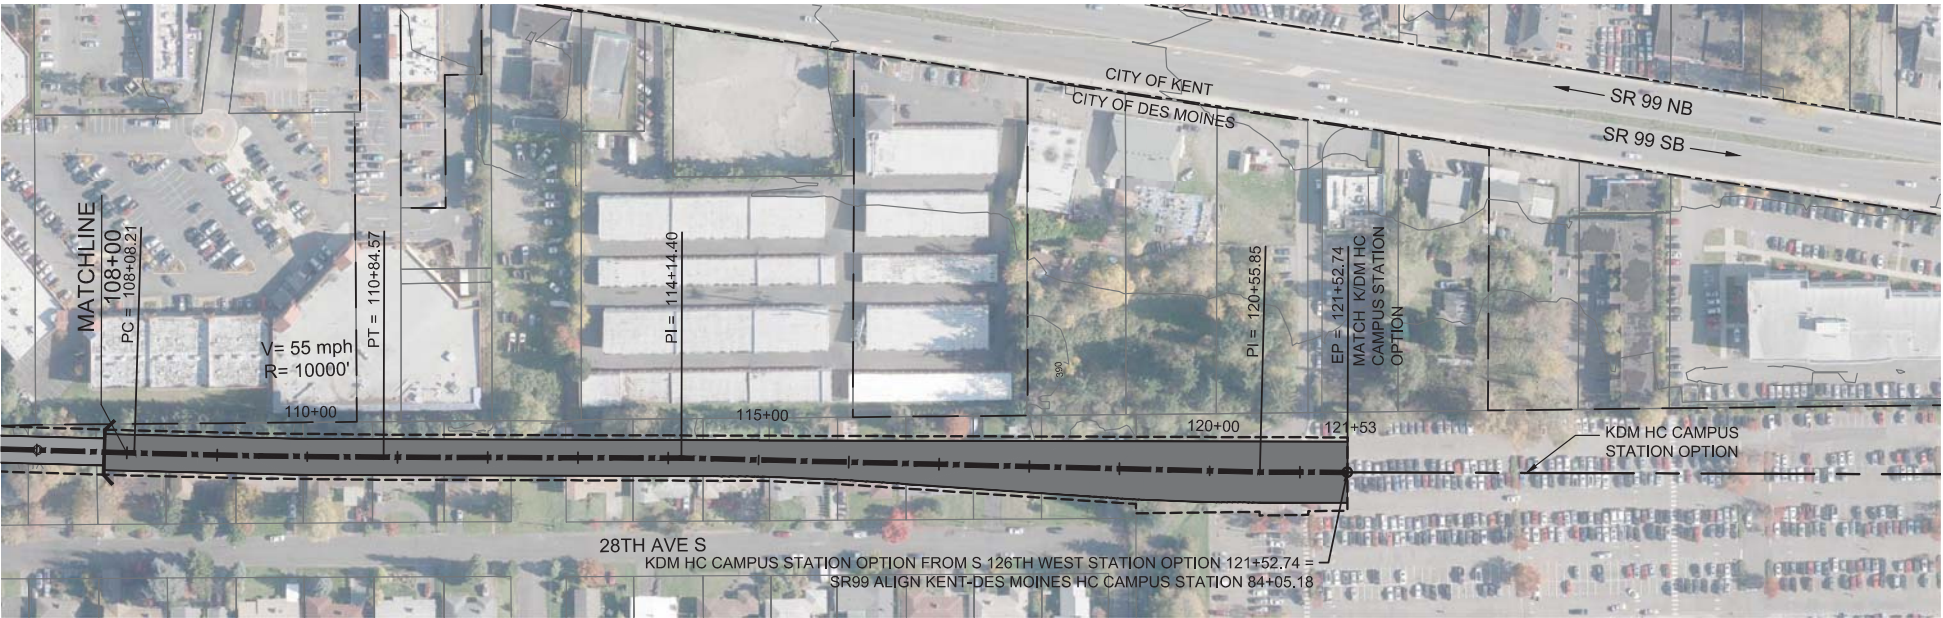 CITY OF KENT
CITY OF DES MOINES
SR 99 NB
SR 99 SB
MATCHLINE
108+00
PC = 108+08.21
V= 55 mph
R= 10000'
PT = 110+84.57
PI = 114+14.40
PI = 120+55.85
EP = 121+52.74
MATCH K/DM HC
CAMPUS STATION
OPTION
390
110+00
115+00
120+00
121+53
KDM HC CAMPUS
STATION OPTION
28TH AVE S
KDM HC CAMPUS STATION OPTION FROM S 126TH WEST STATION OPTION 121+52.74 =
SR99 ALIGN KENT-DES MOINES HC CAMPUS STATION 84+05.18